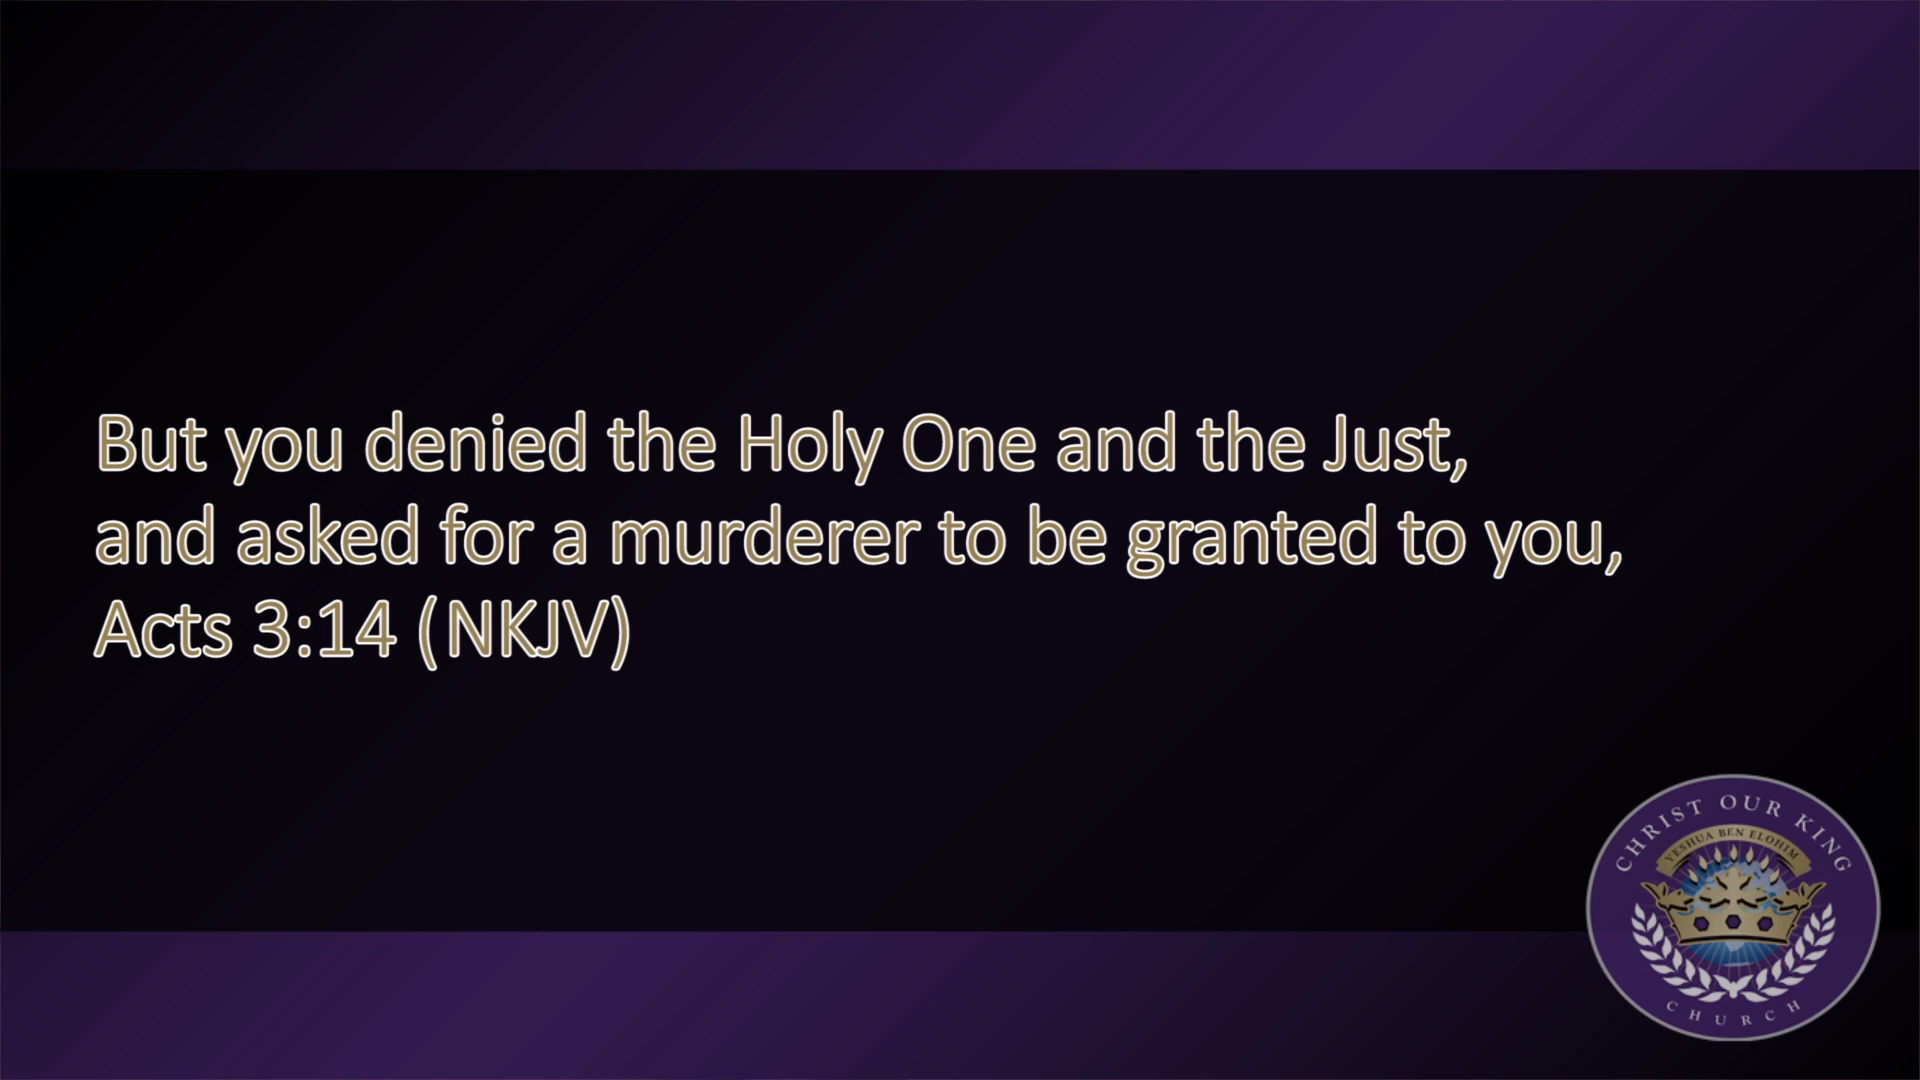 But you denied the Holy One and the Just,
and asked for a murderer to be granted to you,
Acts 3:14 (NKJV)
CHRIST OUR KING
YESHUA BEN ELOHIM
CHURCH